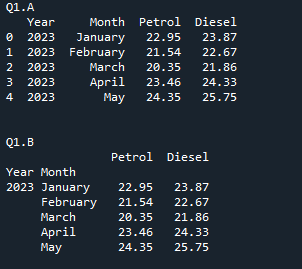 Q1.A
Year Month Petrol Diesel
0 2023 January 22.95 23.87
1 2023 February 21.54 22.67
2 2023 March 20.35 21.86
3 2023 April 23.46 24.33
4 2023 May 24.35 25.75
Q1.B
Petrol Diesel
Year Month
2023 January 22.95 23.87
February 21.54 22.67
March 20.35 21.86
April 23.46 24.33
May 24.35 25.75